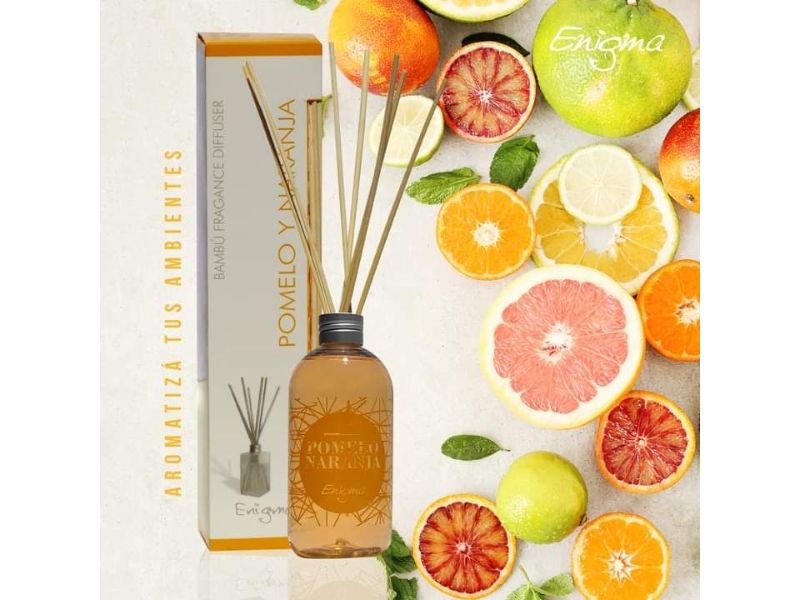 Enigma
AROMATIZÁ TUS AMBIENTES
BAMBÚ FRAGANCE DIFFUSER
POMELO Y NARANJA
Enigma
POMELO
NARANJA
Enigma